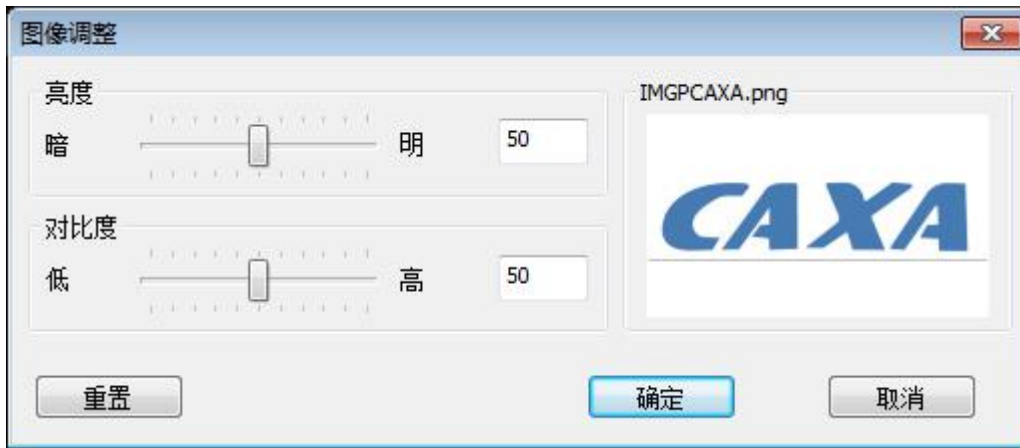 图像调整
亮度
暗 明 50
对比度
低 高 50
IMGPCAXA.png
CAXA
重置 确定 取消